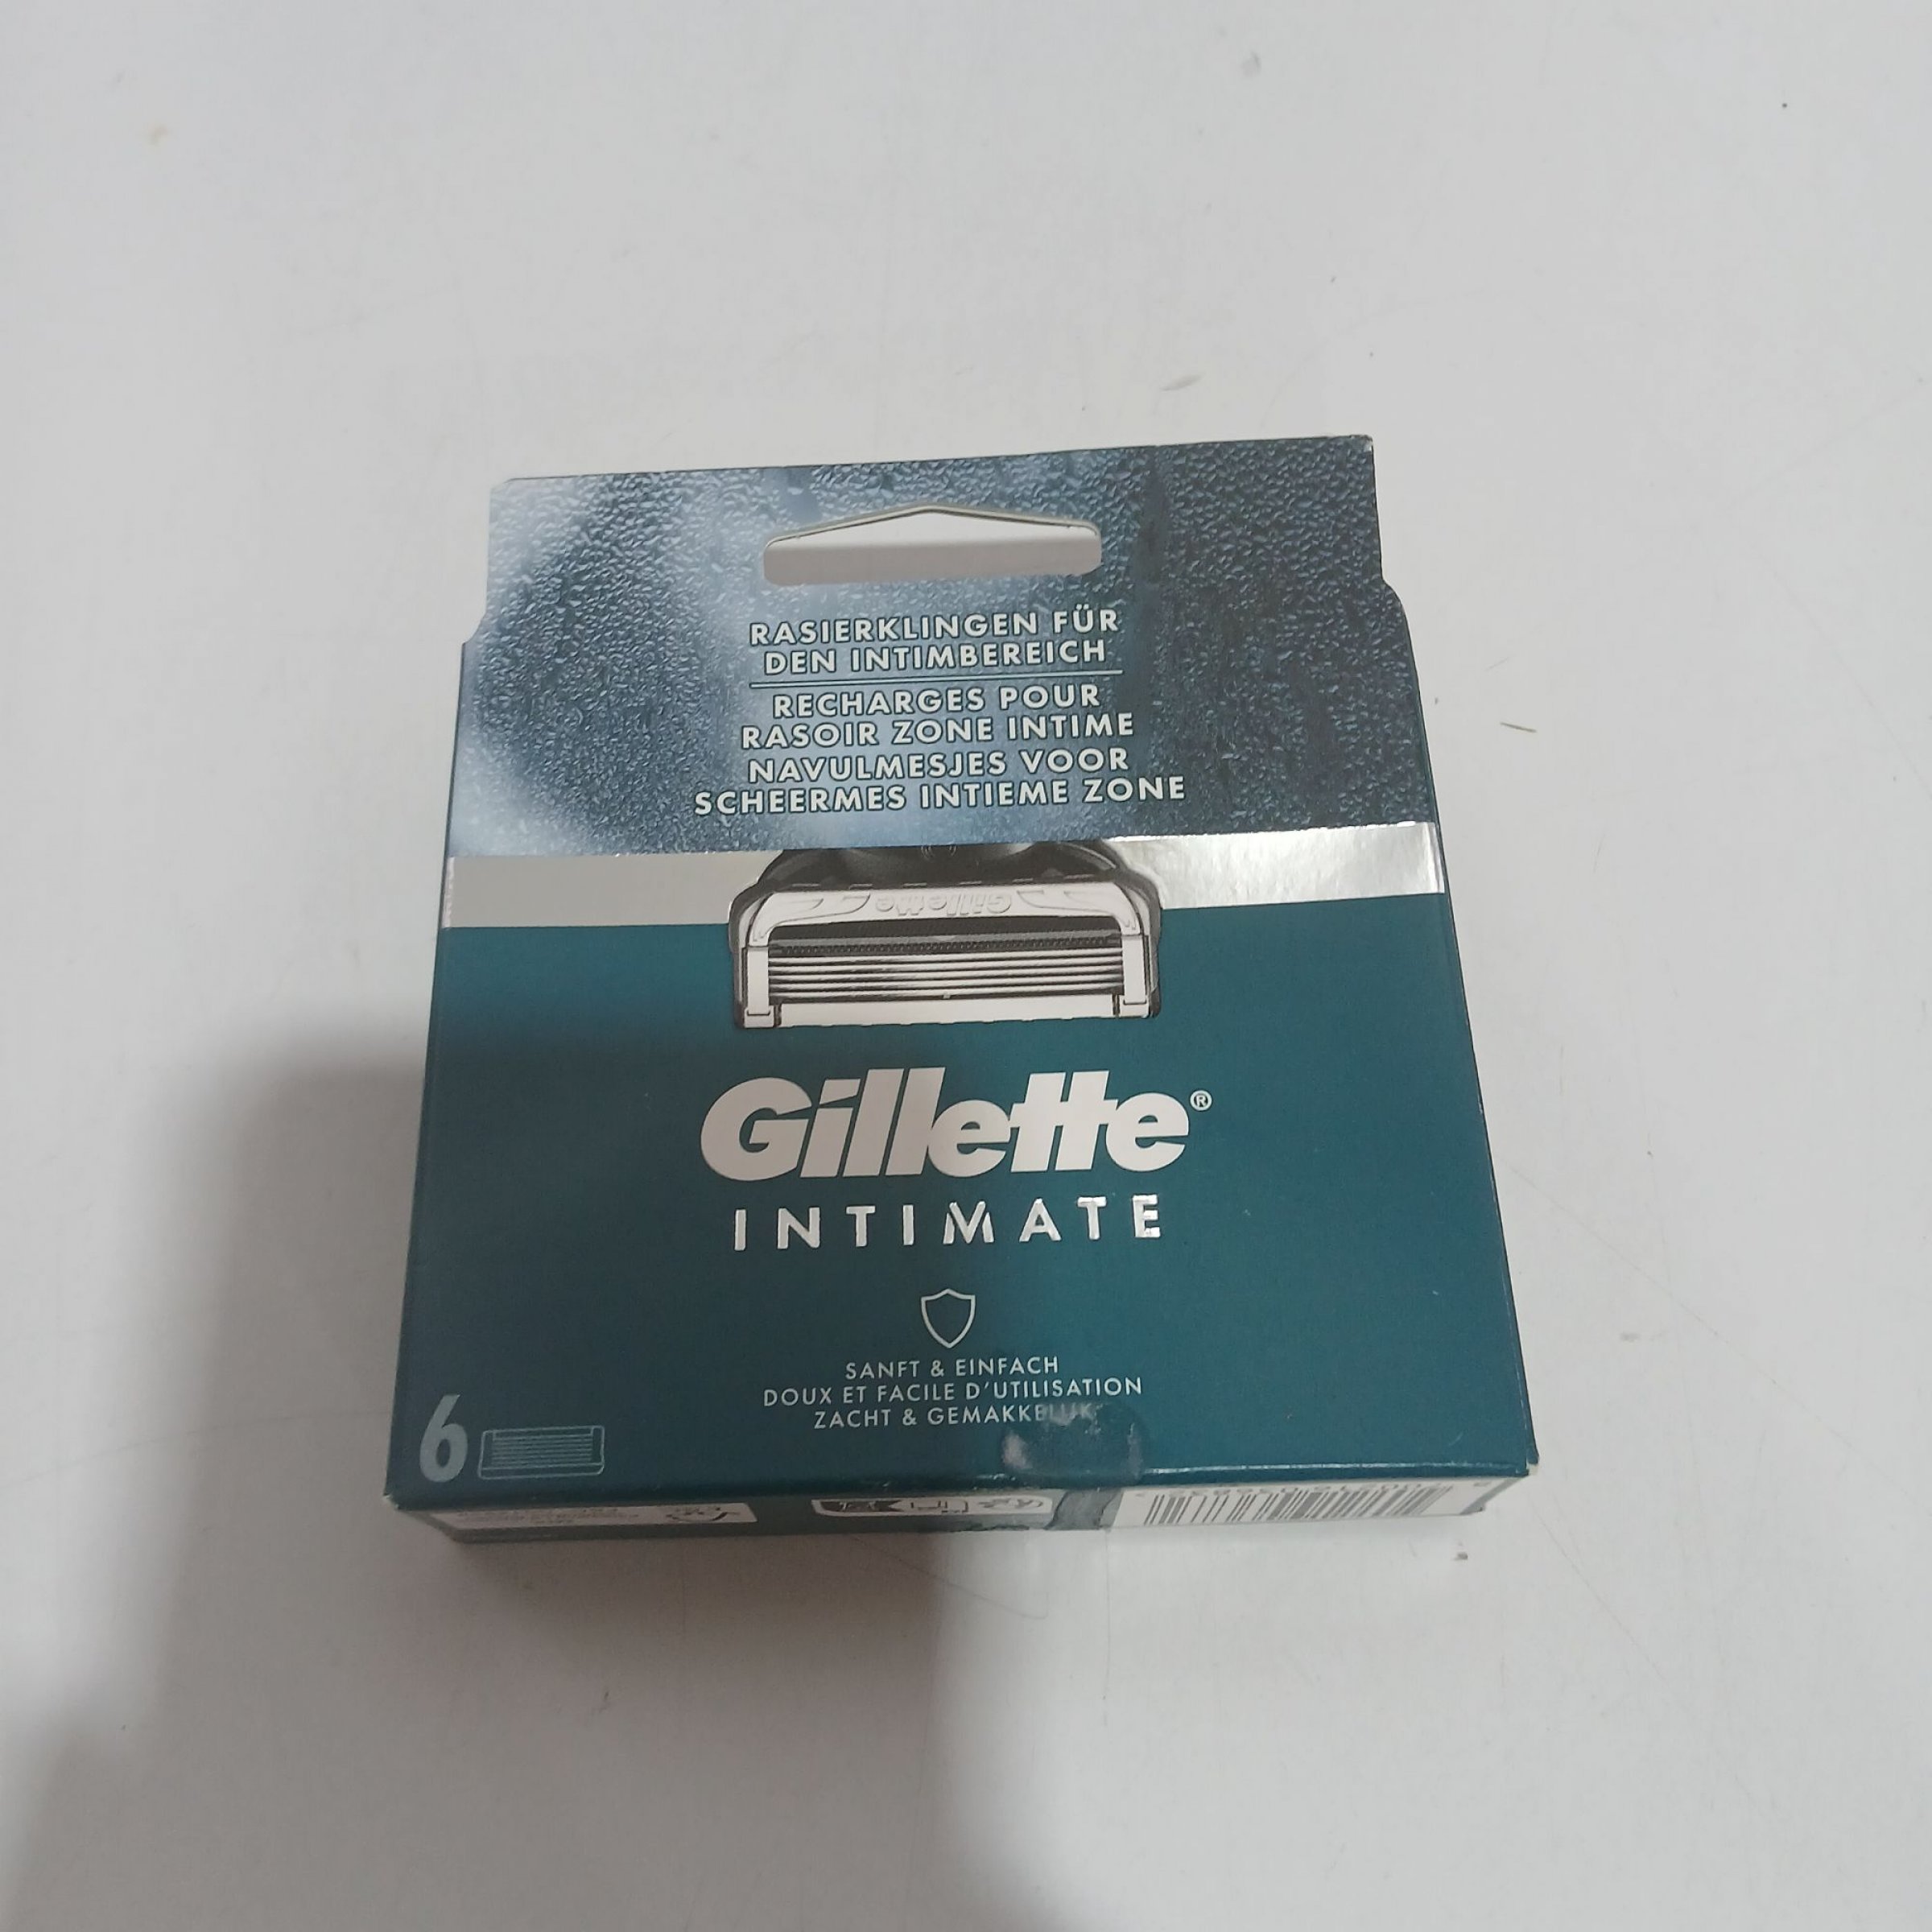 RASIERKLINGEN FÜR
DEN INTIMBEREICH
RECHARGES POUR
RASOIR ZONE INTIME
NAVULMESJES VOOR
SCHEERMES INTIEME ZONE
Gillette
Gillette®
INTIMATE
SANFT & EINFACH
DOUX ET FACILE D'UTILISATION
ZACHT & GEMAKKELIJK
6